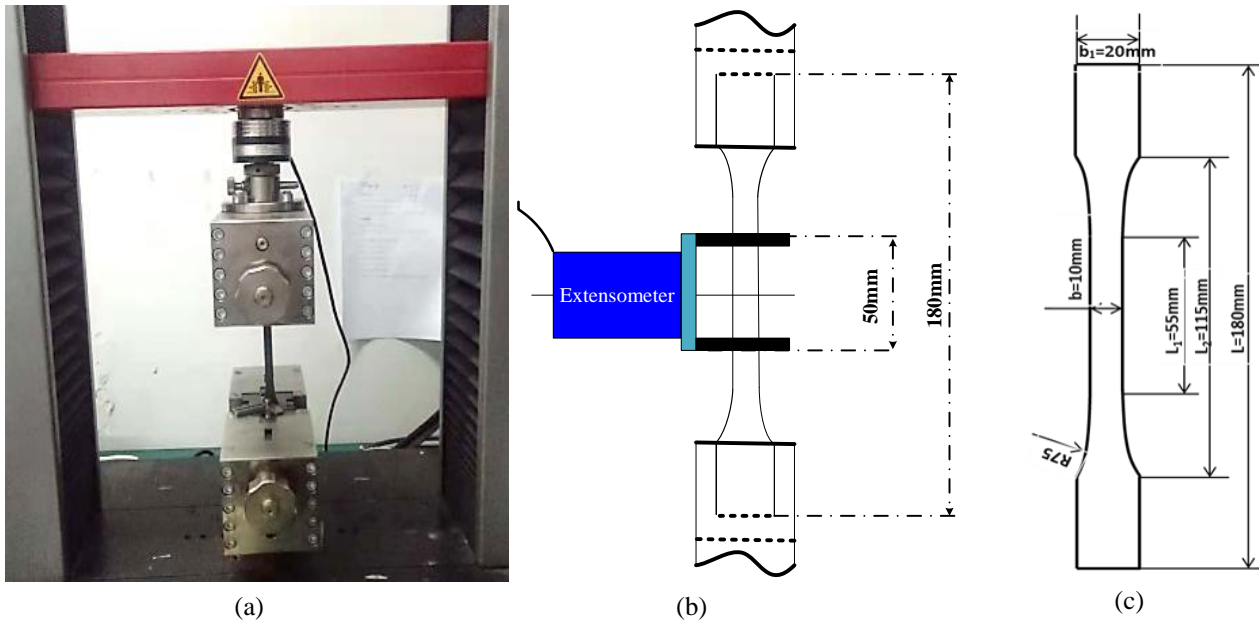 Extensometer
50mm
180mm
b₁=20mm
b=10mm
L₁=55mm
L₂=115mm
L=180mm
R75
(a)
(b)
(c)